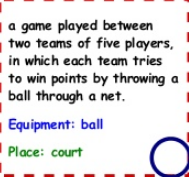 a game played between
two teams of five players,
in which each team tries
to win points by throwing a
ball through a net.
Equipment: ball
Place: court